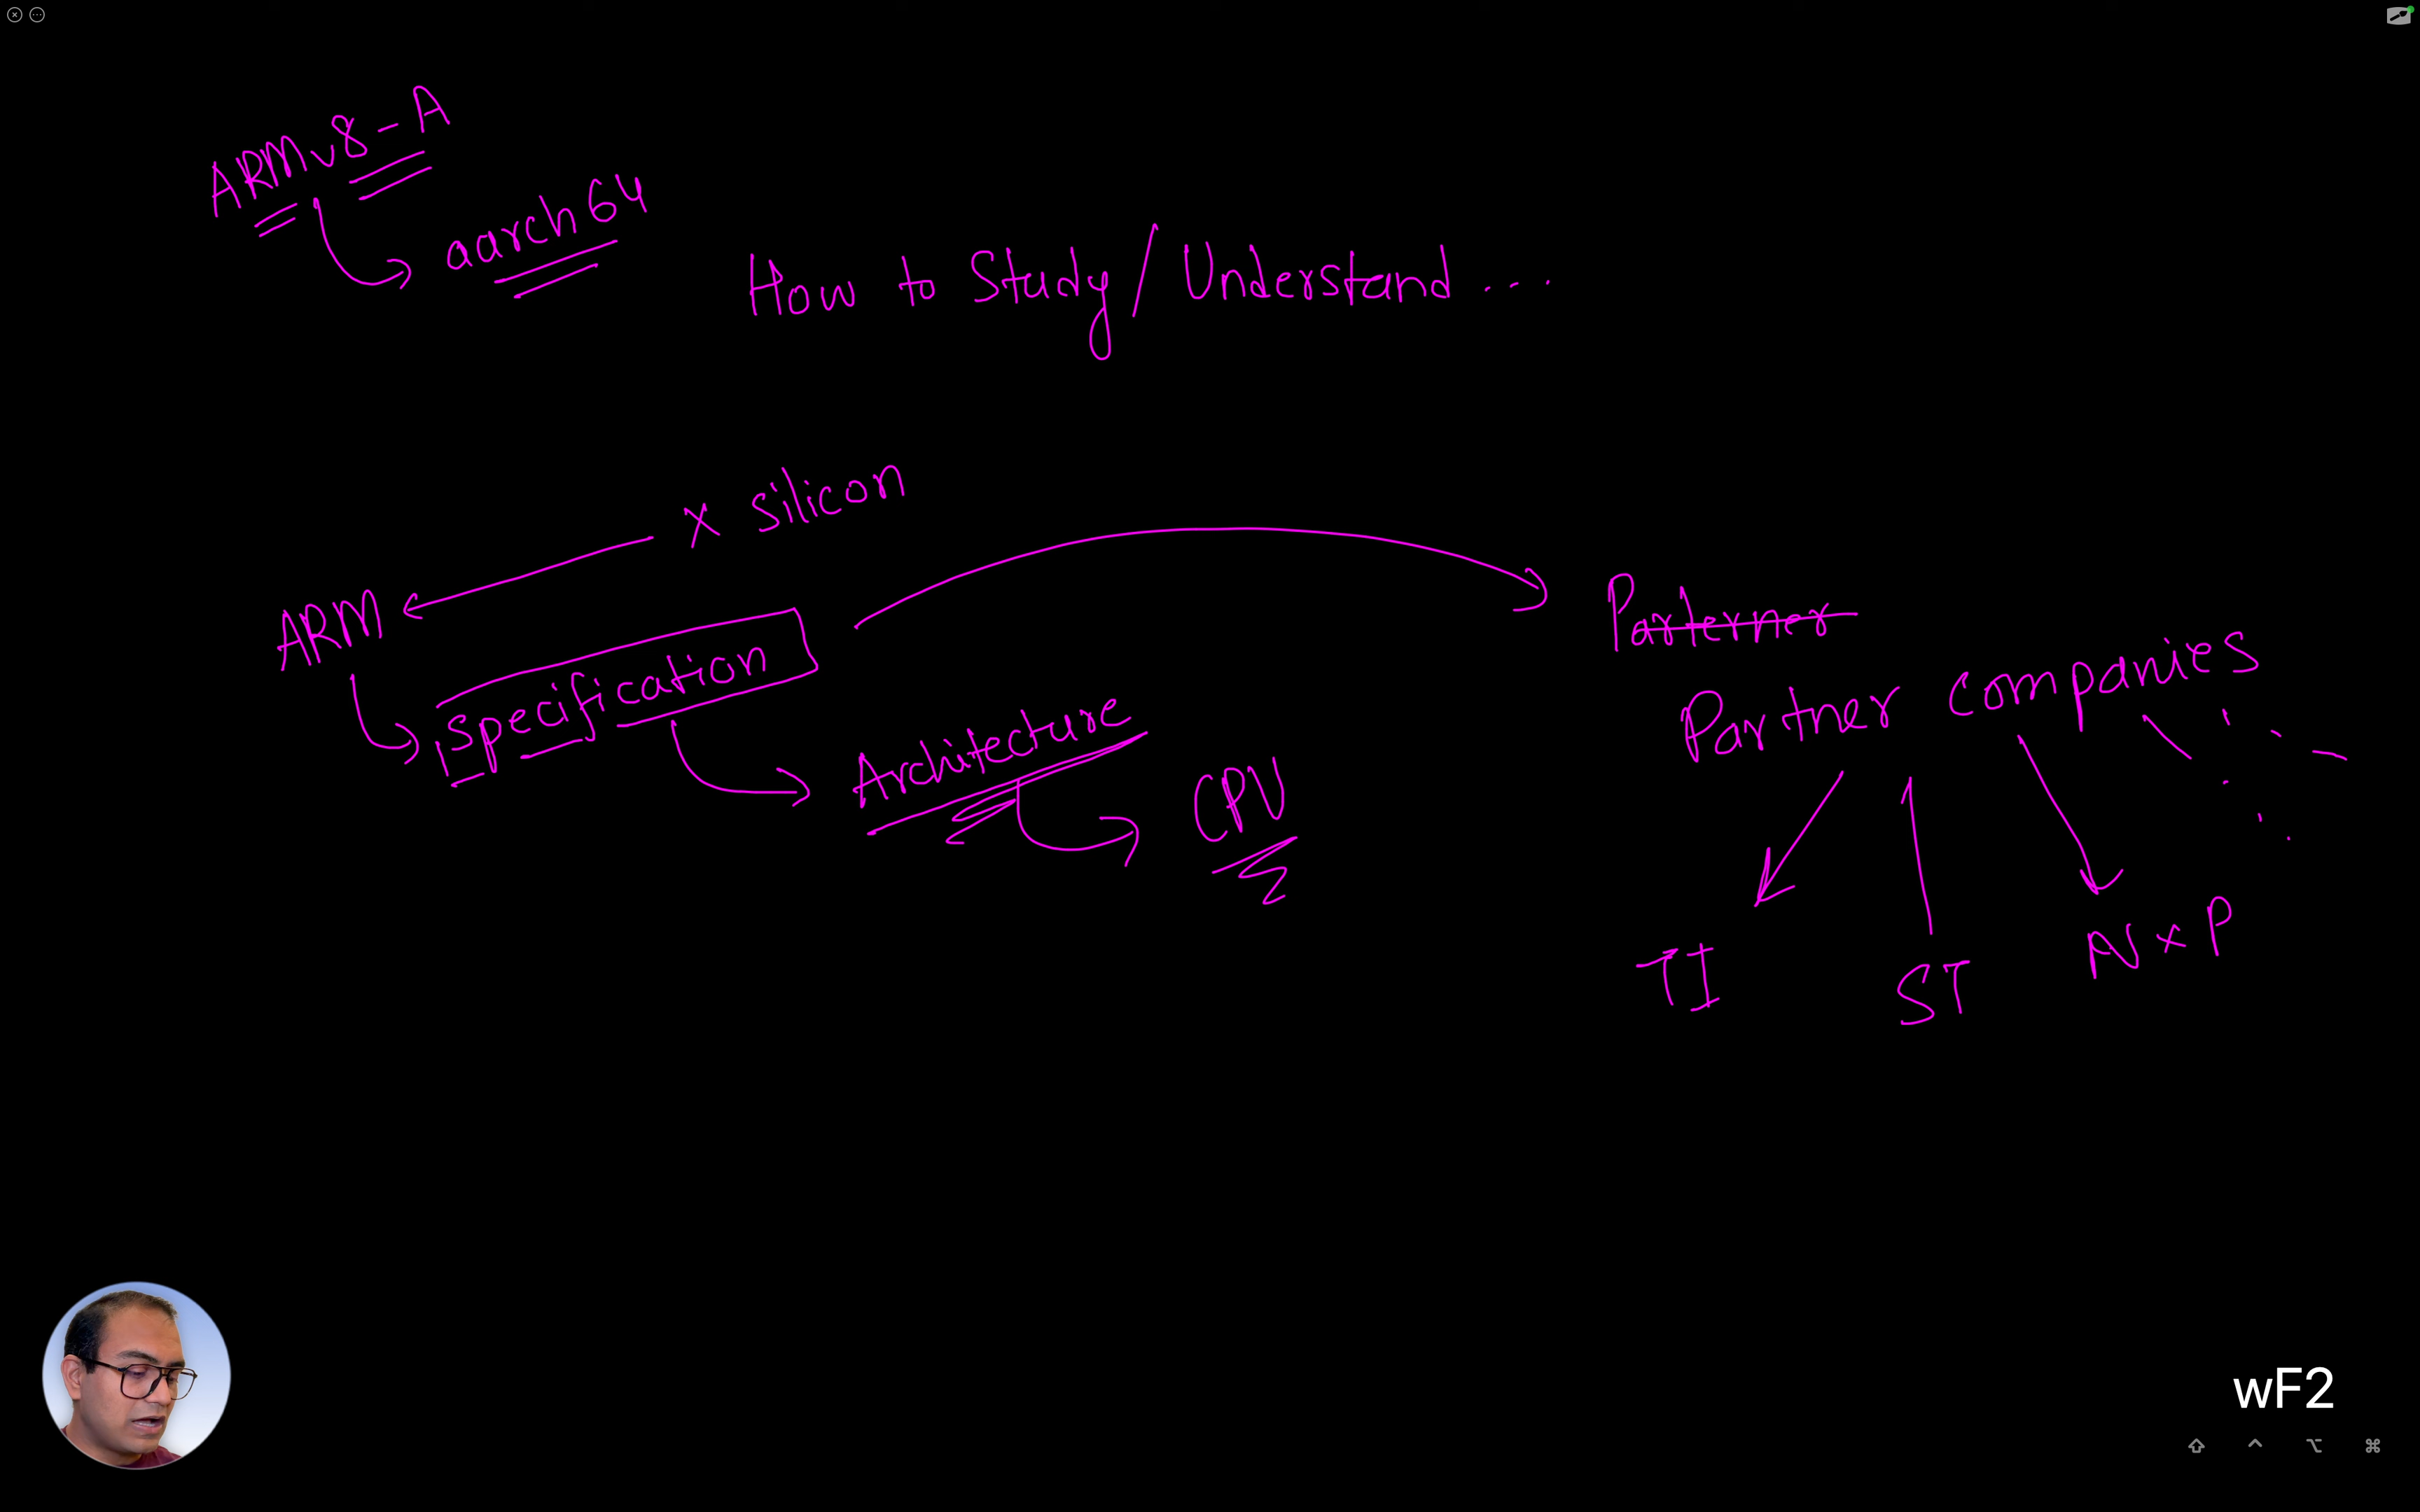 ARMv8-A
aarch64
How to Study/Understand...
x silicon
ARM
Specification
Architecture
CPU
Parterner
Partner companies
TI
ST
NxP
wF2